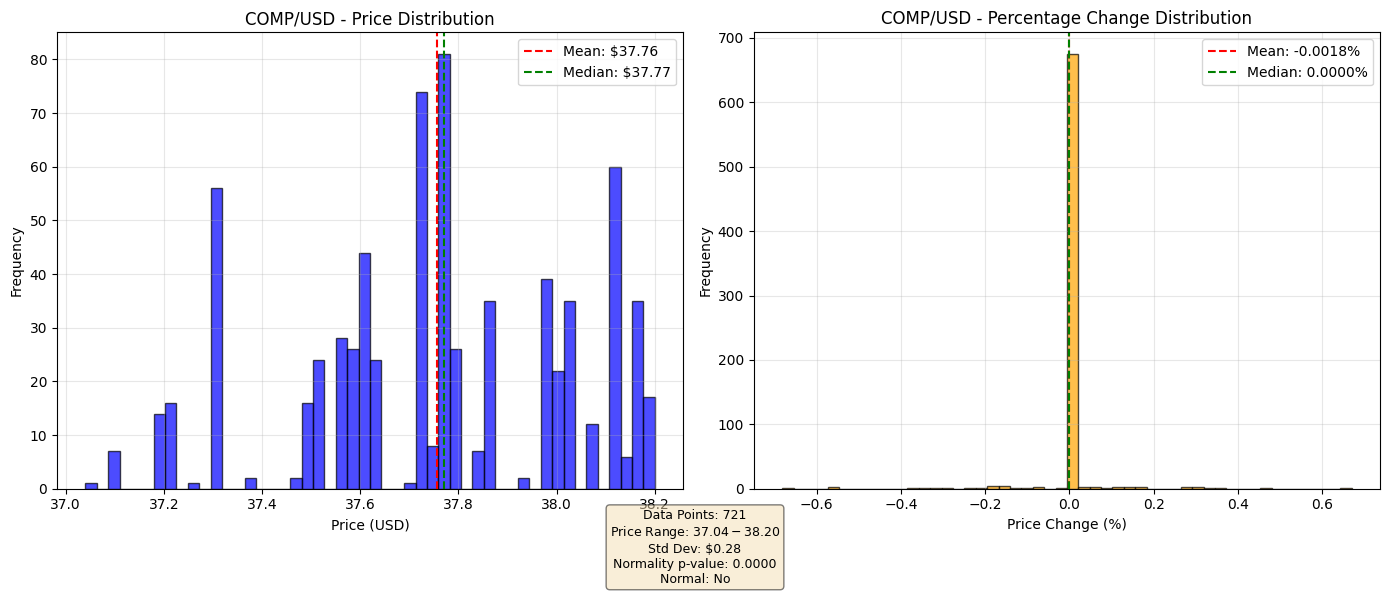 COMP/USD - Price Distribution
Mean: $37.76
Median: $37.77
80
70
60
50
40
30
20
10
0
Frequency
37.0 37.2 37.4 37.6 37.8 38.0 38.2
Price (USD)
COMP/USD - Percentage Change Distribution
Mean: -0.0018%
Median: 0.0000%
700
600
500
400
300
200
100
0
Frequency
−0.6 −0.4 −0.2 0.0 0.2 0.4 0.6
Price Change (%)
Data Points: 721
Price Range: 37.04 − 38.20
Std Dev: $0.28
Normality p-value: 0.0000
Normal: No